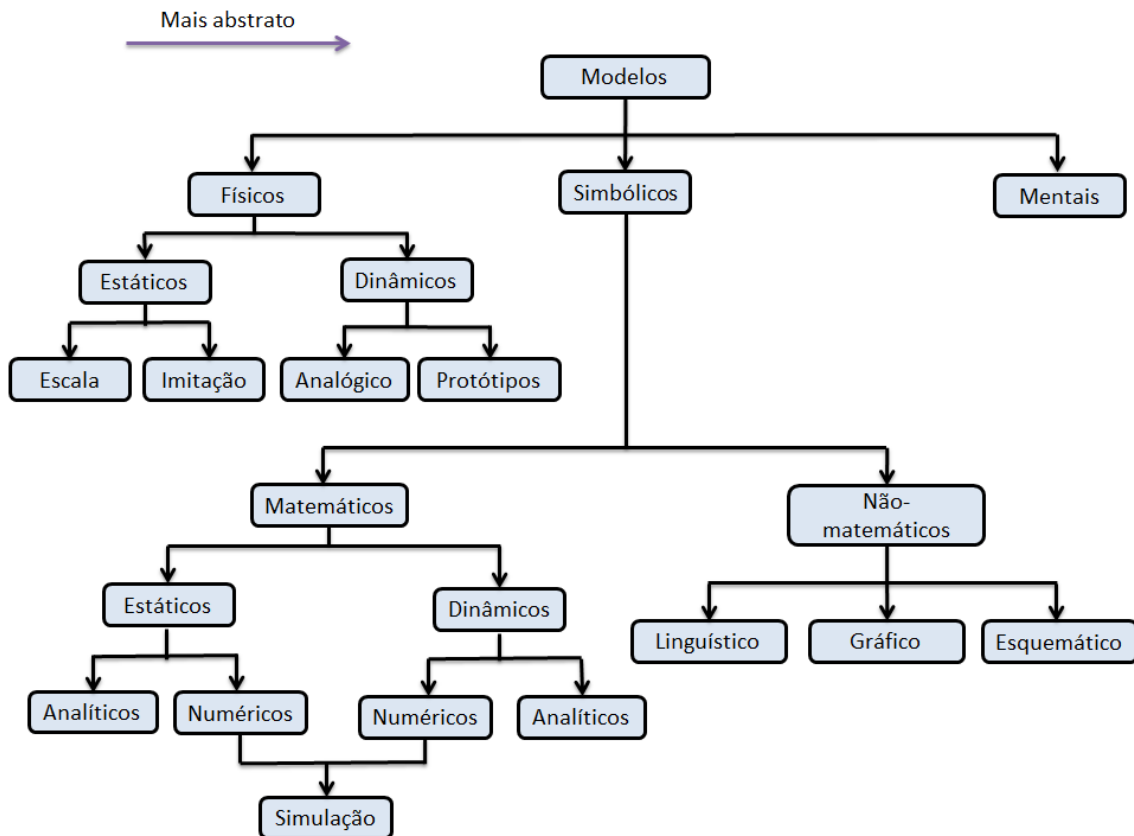 Mais abstrato
Modelos
Físicos
Simbólicos
Mentais
Estáticos
Dinâmicos
Escala
Imitação
Analógico
Protótipos
Matemáticos
Não-
matemáticos
Estáticos
Dinâmicos
Linguístico
Gráfico
Esquemático
Analíticos
Numéricos
Numéricos
Analíticos
Simulação